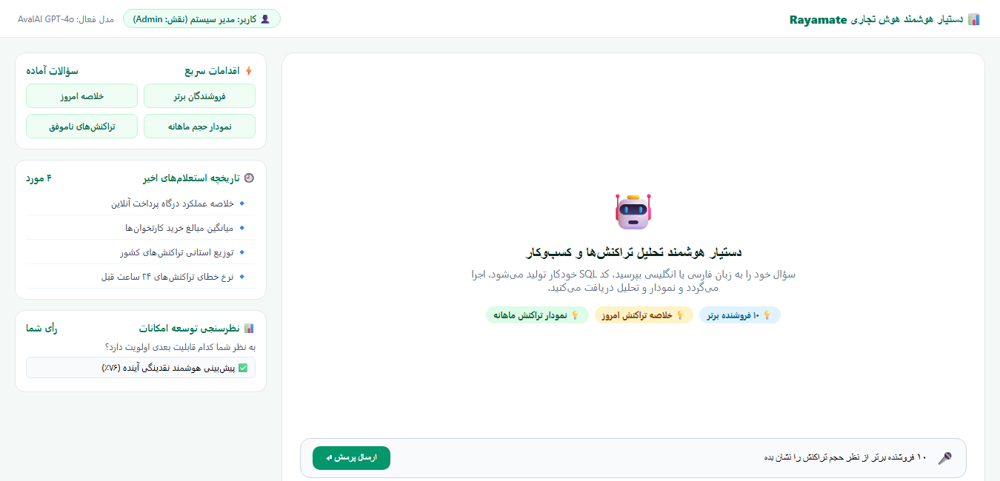 دستیار هوشمند هوش تجاری Rayamate
کاربر: مدیر سیستم (نقش: Admin)
مدل فعال: AvalAI GPT-4o
اقدامات سریع
سؤالات آماده
فروشندگان برتر
خلاصه امروز
نمودار حجم ماهانه
تراکنش‌های ناموفق
تاریخچه استعلام‌های اخیر
۴ مورد
خلاصه عملکرد درگاه پرداخت آنلاین
میانگین مبالغ خرید کارتخوان‌ها
توزیع استانی تراکنش‌های کشور
نرخ خطای تراکنش‌های ۲۴ ساعت قبل
نظرسنجی توسعه امکانات
رأی شما
به نظر شما کدام قابلیت بعدی اولویت دارد؟
پیش‌بینی هوشمند نقدینگی آینده (۷۶٪)
دستیار هوشمند تحلیل تراکنش‌ها و کسب‌وکار
سؤال خود را به زبان فارسی یا انگلیسی بپرسید، کد SQL خودکار تولید می‌شود، اجرا
می‌گردد و نمودار و تحلیل دریافت می‌کنید.
۱۰ فروشنده برتر
خلاصه تراکنش امروز
نمودار تراکنش ماهانه
۱۰ فروشنده برتر از نظر حجم تراکنش را نشان بده
ارسال پرسش